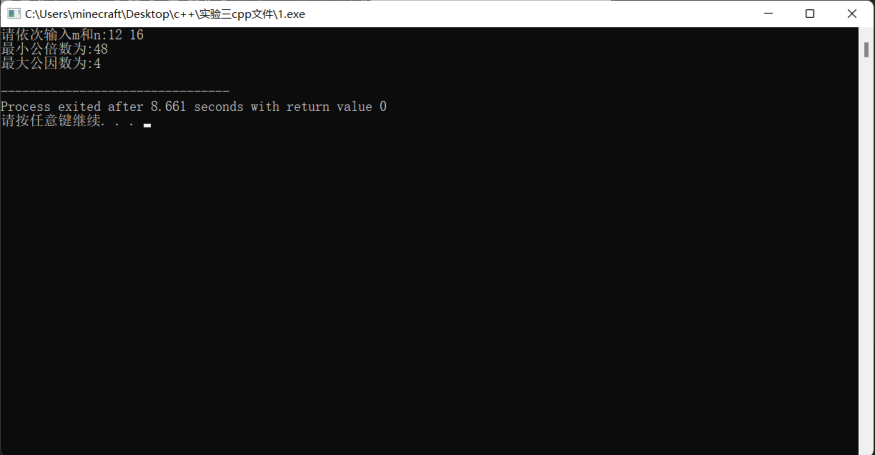 C:\Users\minecraft\Desktop\c++\实验三cpp文件\1.exe
请依次输入m和n:12 16
最小公倍数为:48
最大公因数为:4
--------------------------------
Process exited after 8.661 seconds with return value 0
请按任意键继续. . .